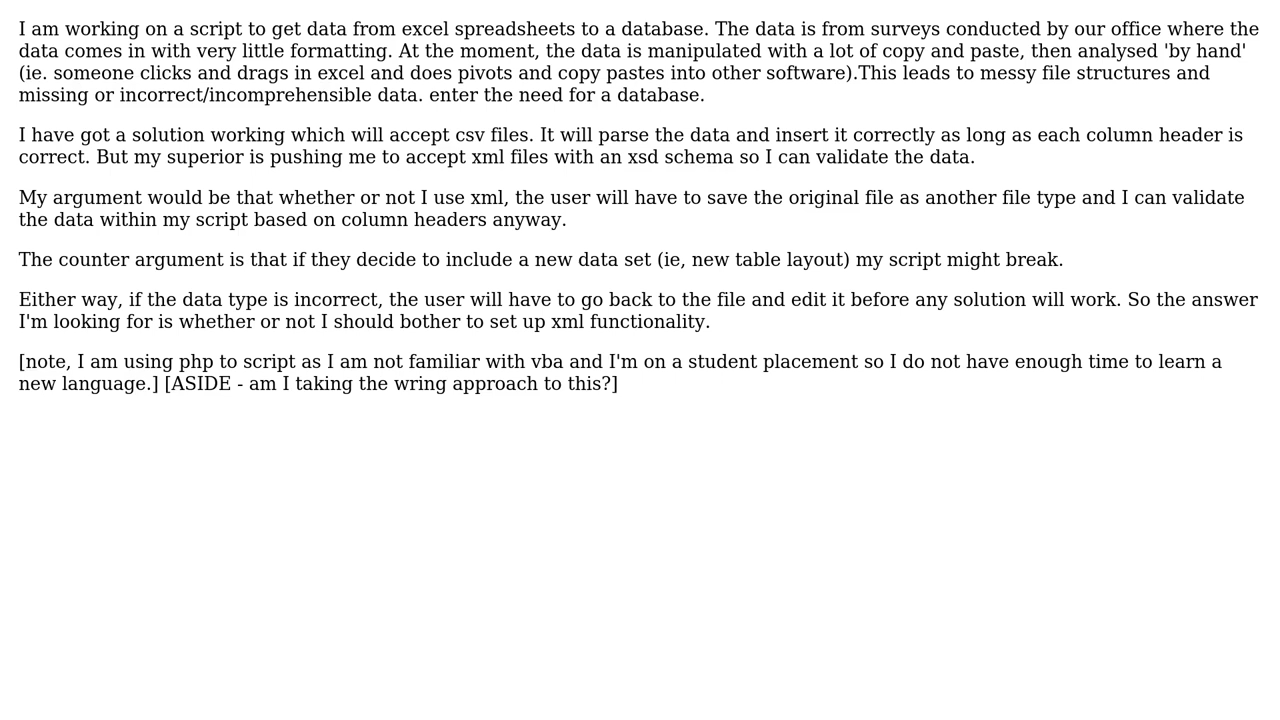 I am working on a script to get data from excel spreadsheets to a database. The data is from surveys conducted by our office where the
data comes in with very little formatting. At the moment, the data is manipulated with a lot of copy and paste, then analysed 'by hand'
(ie. someone clicks and drags in excel and does pivots and copy pastes into other software).This leads to messy file structures and
missing or incorrect/incomprehensible data. enter the need for a database.
I have got a solution working which will accept csv files. It will parse the data and insert it correctly as long as each column header is
correct. But my superior is pushing me to accept xml files with an xsd schema so I can validate the data.
My argument would be that whether or not I use xml, the user will have to save the original file as another file type and I can validate
the data within my script based on column headers anyway.
The counter argument is that if they decide to include a new data set (ie, new table layout) my script might break.
Either way, if the data type is incorrect, the user will have to go back to the file and edit it before any solution will work. So the answer
I'm looking for is whether or not I should bother to set up xml functionality.
[note, I am using php to script as I am not familiar with vba and I'm on a student placement so I do not have enough time to learn a
new language.] [ASIDE - am I taking the wring approach to this?]